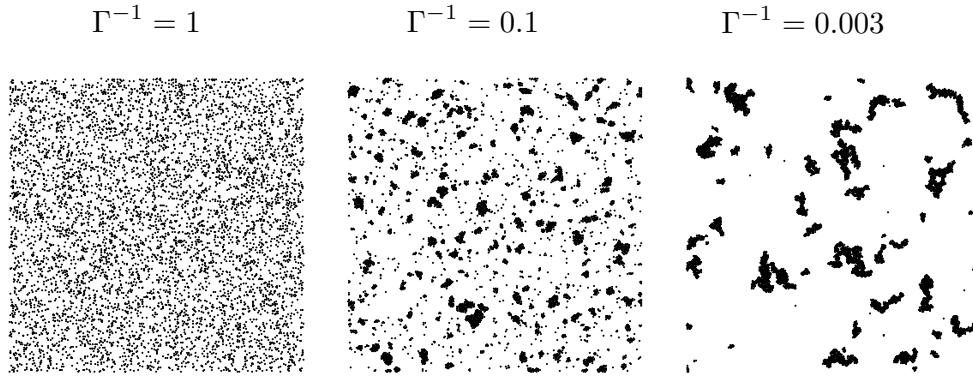 Γ⁻¹ = 1
Γ⁻¹ = 0.1
Γ⁻¹ = 0.003